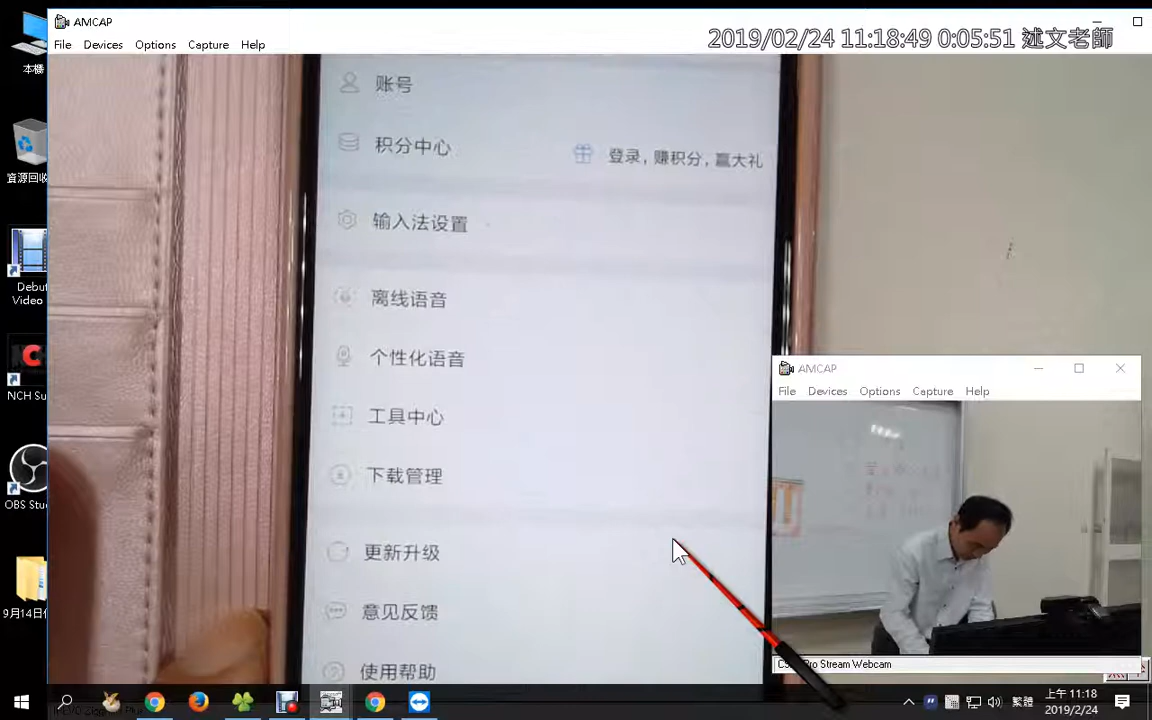 AMCAP
File Devices Options Capture Help
2019/02/24 11:18:49 0:05:51 述文老師
本機
資源回收
Debut
Video
NCH Su
OBS Stu
9月14日
账号
积分中心
登录，赚积分，赢大礼
输入法设置
离线语音
个性化语音
工具中心
下载管理
更新升级
意见反馈
使用帮助
AMCAP
File Devices Options Capture Help
Pro Stream Webcam
繁體
上午 11:18
2019/2/24